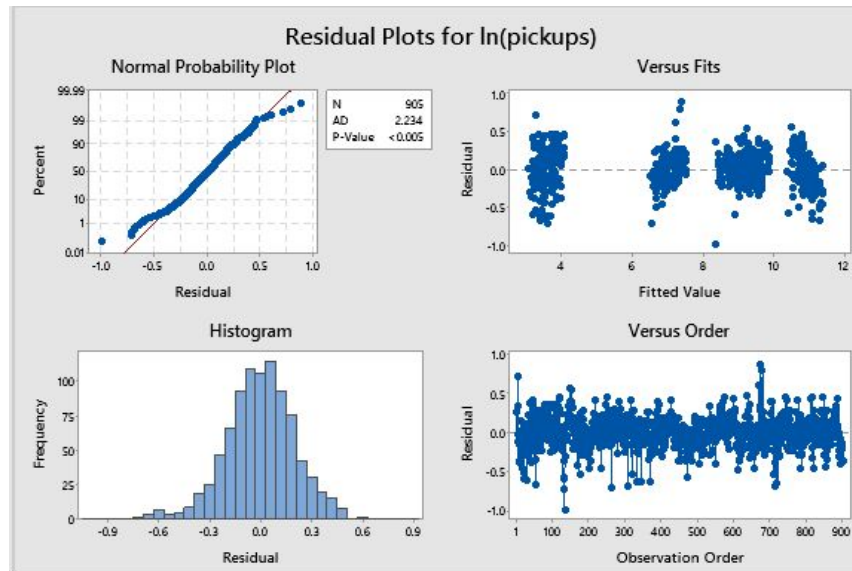 Residual Plots for ln(pickups)
Normal Probability Plot
99.99
99
90
50
10
1
0.01
Percent
-1.0 -0.5 0.0 0.5 1.0
Residual
N 905
AD 2.234
P-Value <0.005
Versus Fits
1.0
0.5
0.0
-0.5
-1.0
Residual
4 6 8 10 12
Fitted Value
Histogram
100
75
50
25
0
Frequency
-0.9 -0.6 -0.3 0.0 0.3 0.6 0.9
Residual
Versus Order
1.0
0.5
0.0
-0.5
-1.0
Residual
1 100 200 300 400 500 600 700 800 900
Observation Order